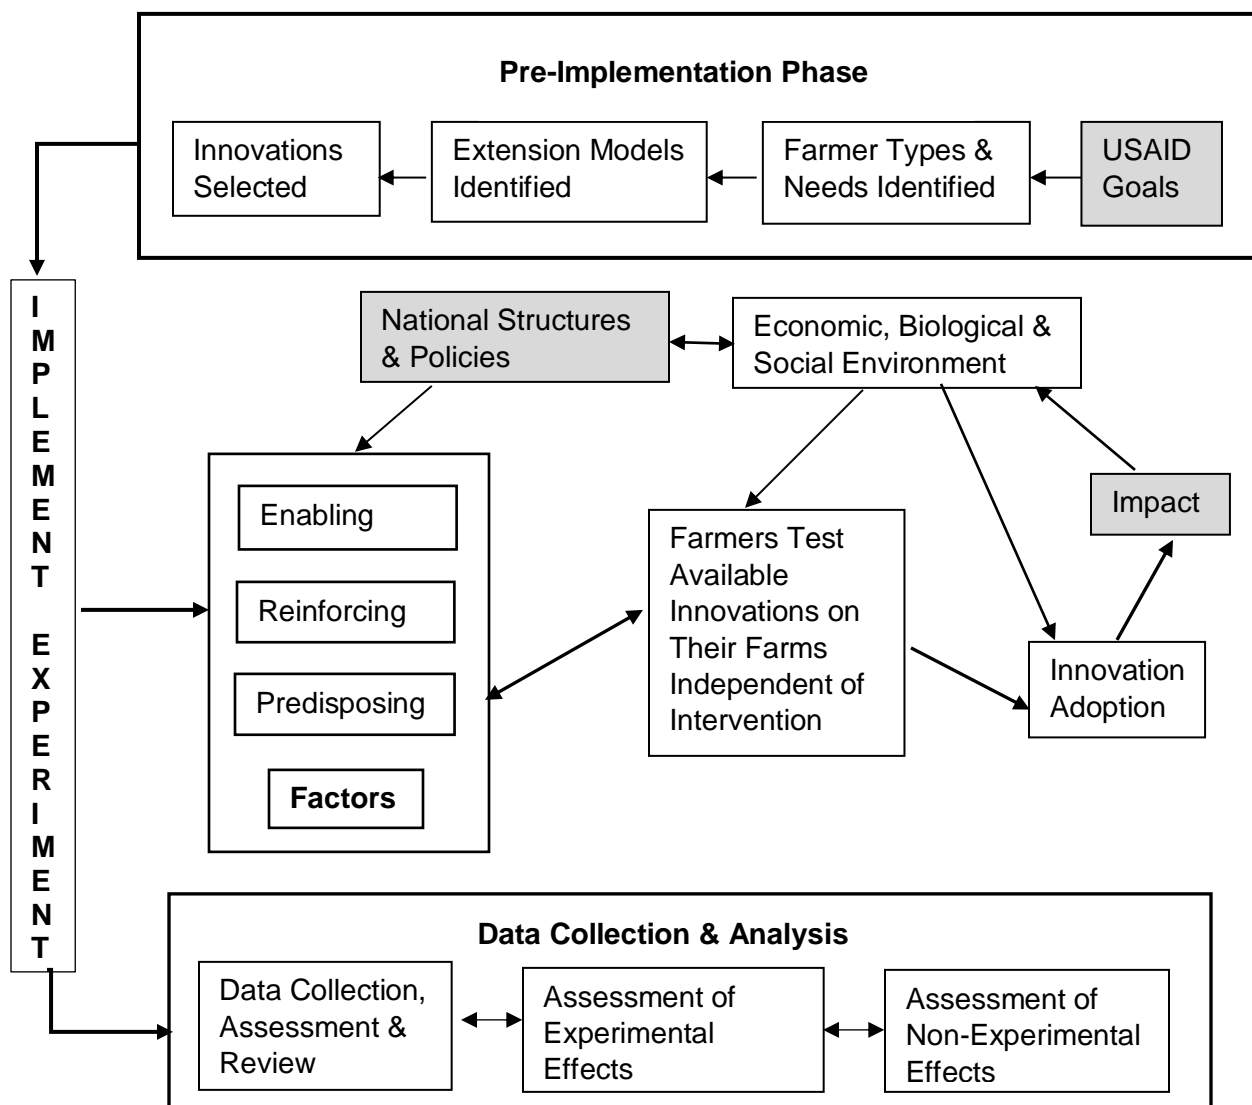 Pre-Implementation Phase
Innovations
Selected
Extension Models
Identified
Farmer Types &
Needs Identified
USAID
Goals
IMPLEMENT EXPERIMENT
National Structures
& Policies
Economic, Biological &
Social Environment
Enabling
Reinforcing
Predisposing
Factors
Farmers Test
Available
Innovations on
Their Farms
Independent of
Intervention
Impact
Innovation
Adoption
Data Collection & Analysis
Data Collection,
Assessment &
Review
Assessment of
Experimental
Effects
Assessment of
Non-Experimental
Effects